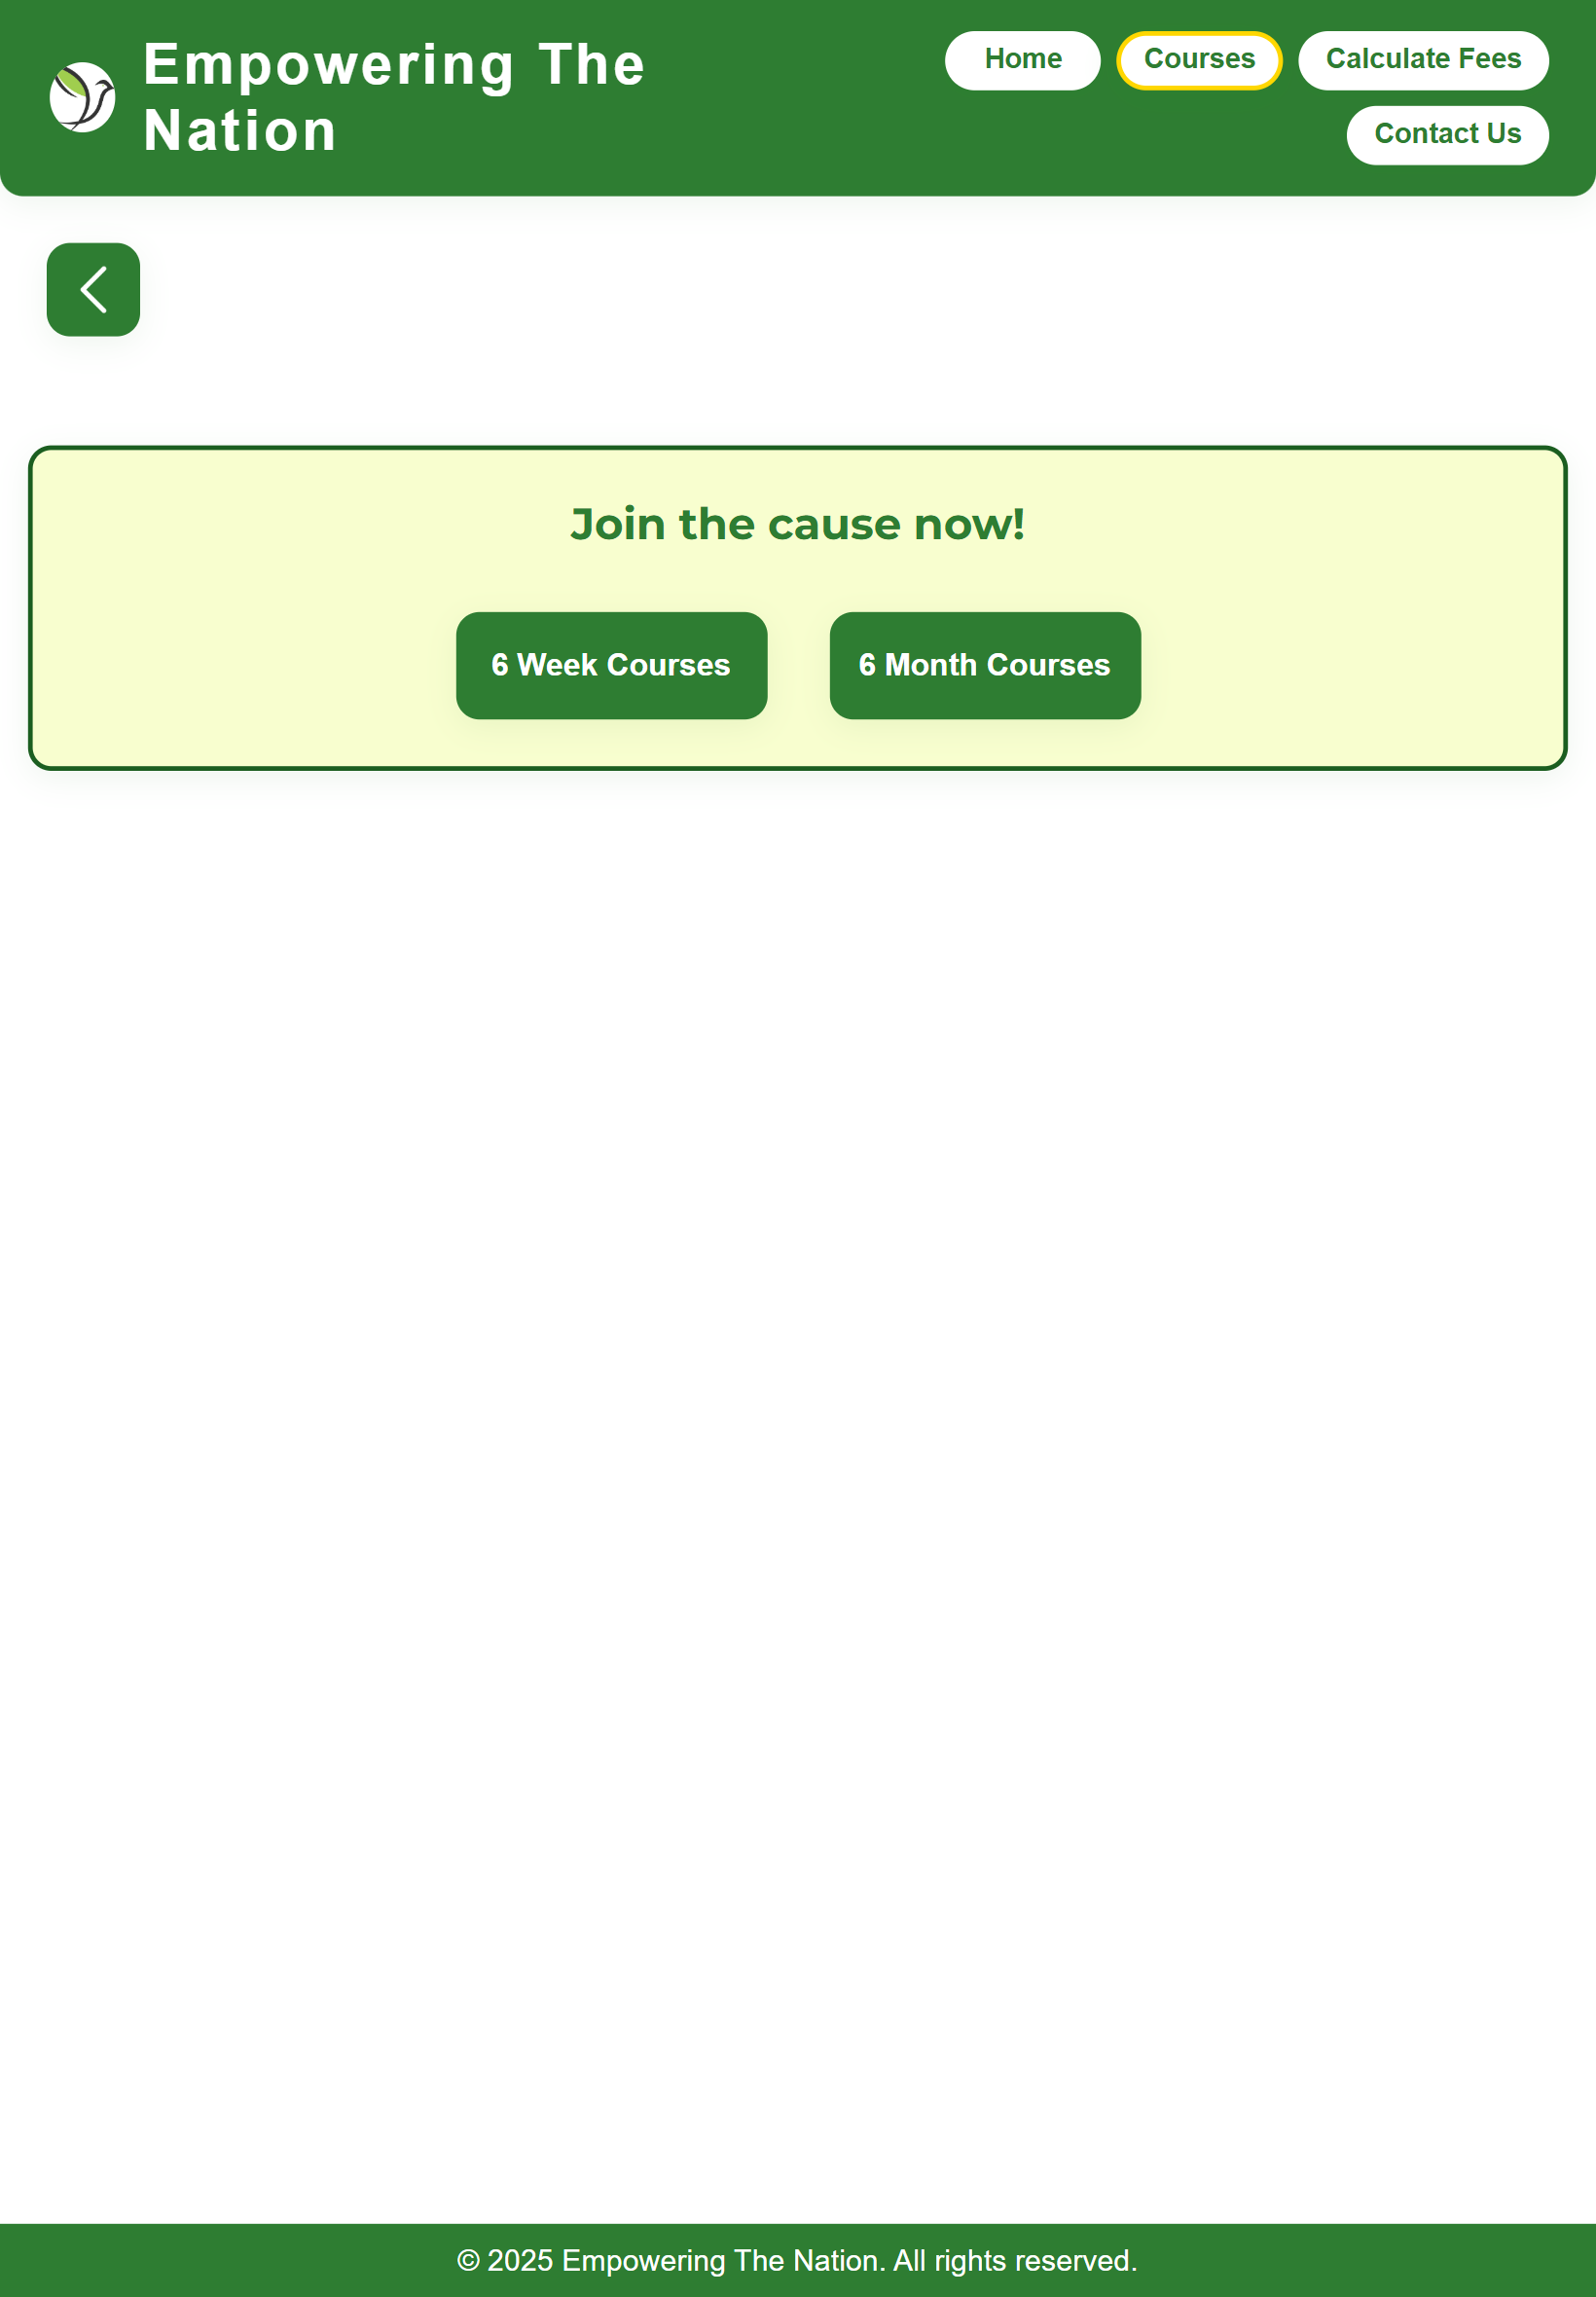 Empowering The
Nation
Home
Courses
Calculate Fees
Contact Us
Join the cause now!
6 Week Courses
6 Month Courses
© 2025 Empowering The Nation. All rights reserved.